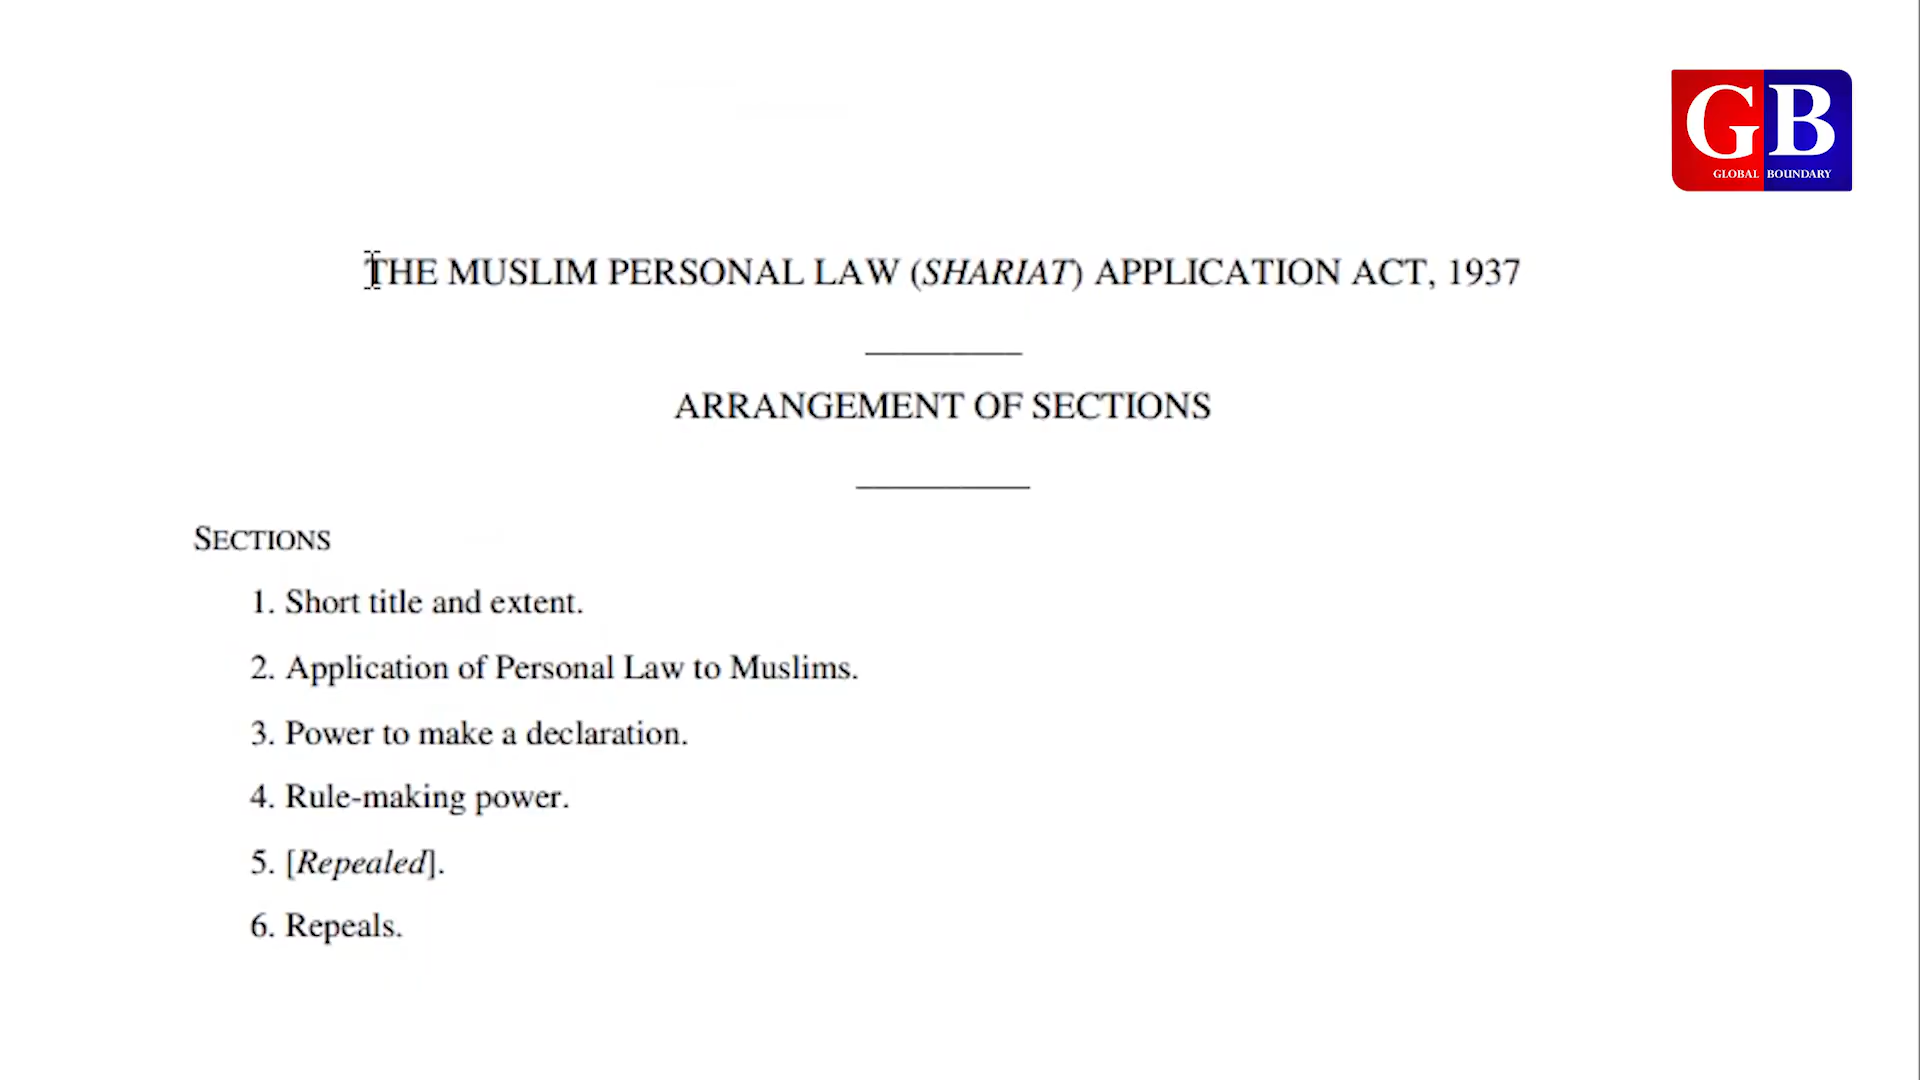 GB
GLOBAL BOUNDARY
THE MUSLIM PERSONAL LAW (SHARIAT) APPLICATION ACT, 1937
ARRANGEMENT OF SECTIONS
SECTIONS
1. Short title and extent.
2. Application of Personal Law to Muslims.
3. Power to make a declaration.
4. Rule-making power.
5. [Repealed].
6. Repeals.